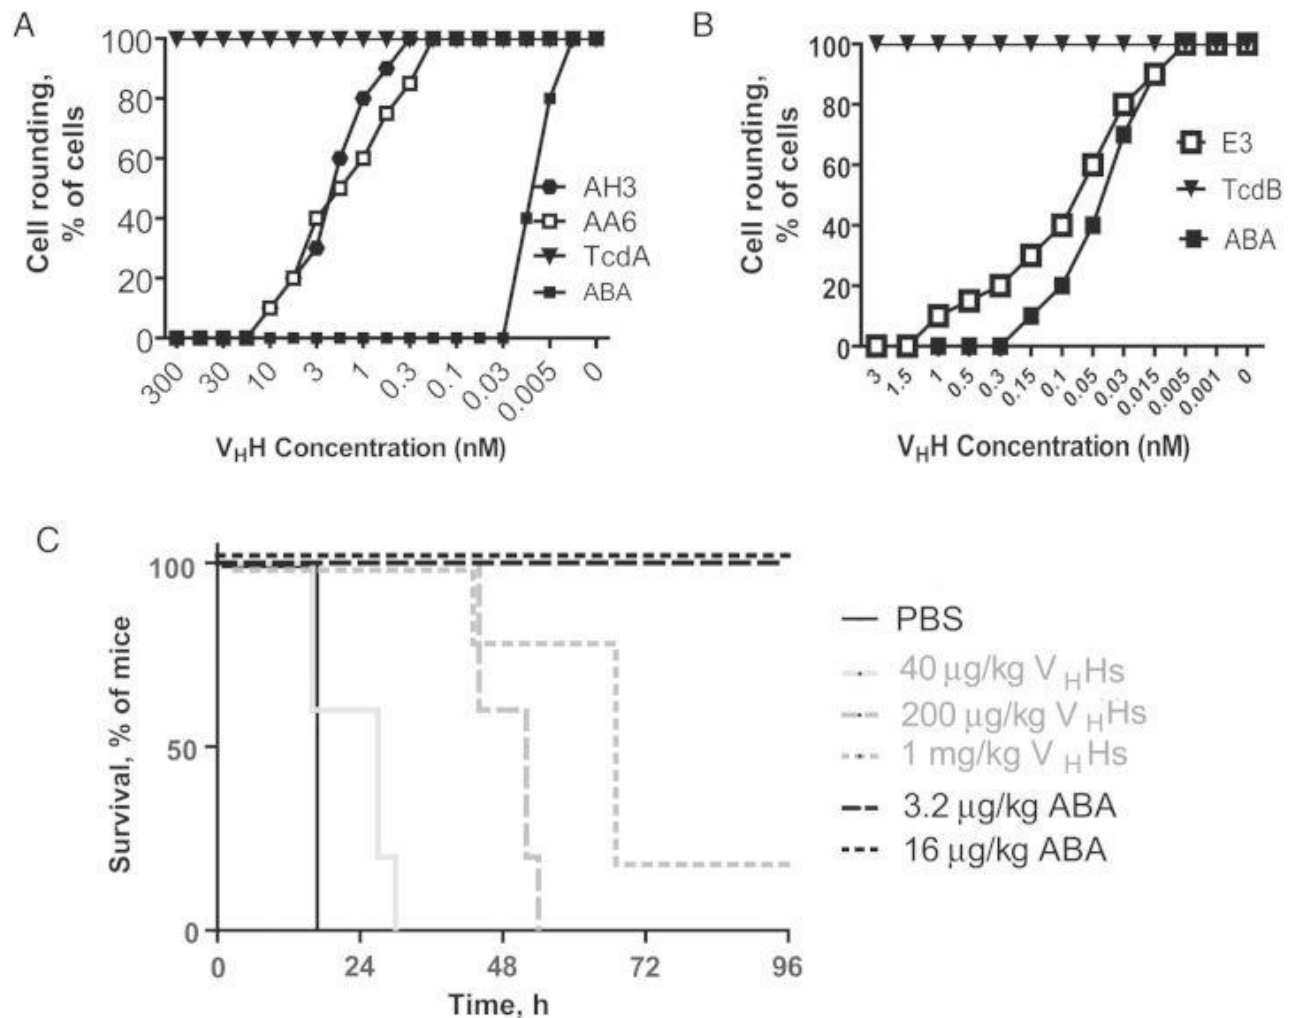 A
Cell rounding,
% of cells
100
80
60
40
20
0
300
30
10
3
1
0.3
0.1
0.03
0.005
0
VHH Concentration (nM)
AH3
AA6
TcdA
ABA
B
Cell rounding,
% of cells
100
80
60
40
20
0
3
1.5
1
0.5
0.3
0.15
0.1
0.05
0.03
0.015
0.005
0.001
0
VHH Concentration (nM)
E3
TcdB
ABA
C
Survival, % of mice
100
50
0
0
24
48
72
96
Time, h
PBS
40 µg/kg VHHs
200 µg/kg VHHs
1 mg/kg VHHs
3.2 µg/kg ABA
16 µg/kg ABA